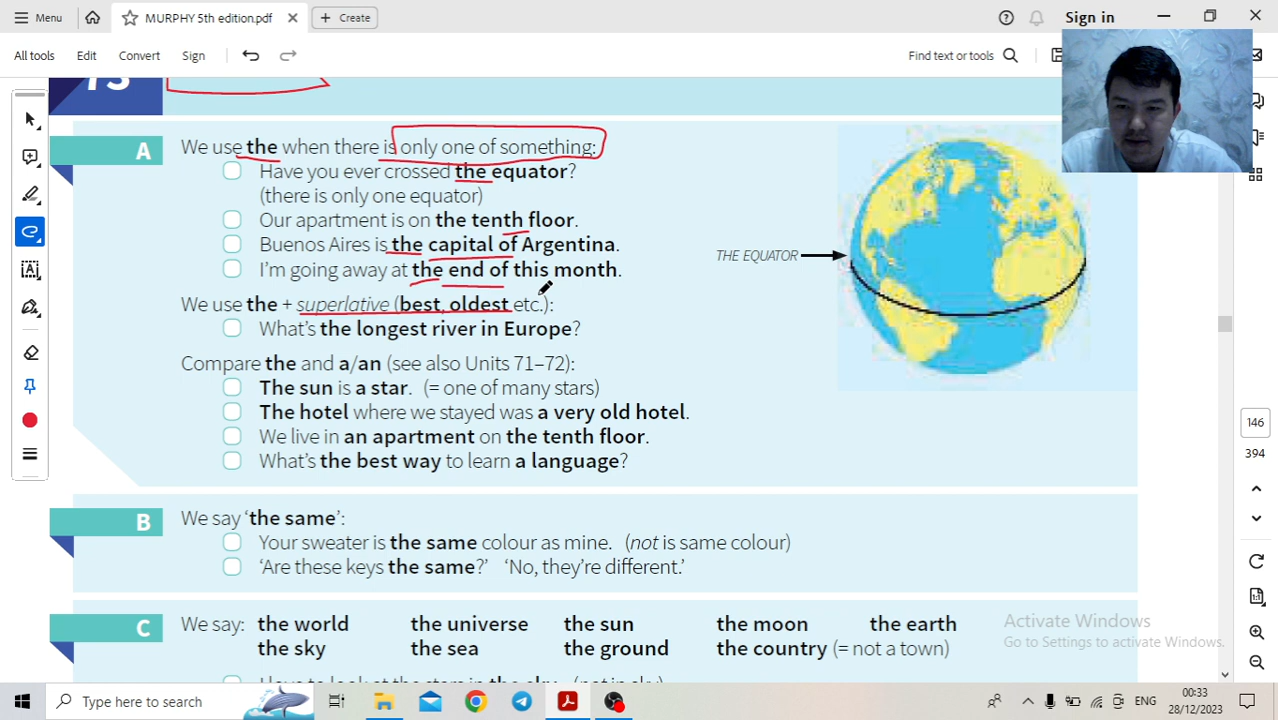 Menu
MURPHY 5th edition.pdf
Create
Sign in
All tools
Edit
Convert
Sign
Find text or tools
73
A
We use the when there is only one of something:
Have you ever crossed the equator?
(there is only one equator)
Our apartment is on the tenth floor.
Buenos Aires is the capital of Argentina.
I'm going away at the end of this month.
THE EQUATOR
We use the + superlative (best, oldest etc.):
What's the longest river in Europe?
Compare the and a/an (see also Units 71–72):
The sun is a star. (= one of many stars)
The hotel where we stayed was a very old hotel.
We live in an apartment on the tenth floor.
What's the best way to learn a language?
146
394
B
We say 'the same':
Your sweater is the same colour as mine. (not is same colour)
'Are these keys the same?' 'No, they're different.'
C
We say: the world the universe the sun the moon the earth
the sky the sea the ground the country (= not a town)
Activate Windows
Go to Settings to activate Windows.
Type here to search
ENG
00:33
28/12/2023